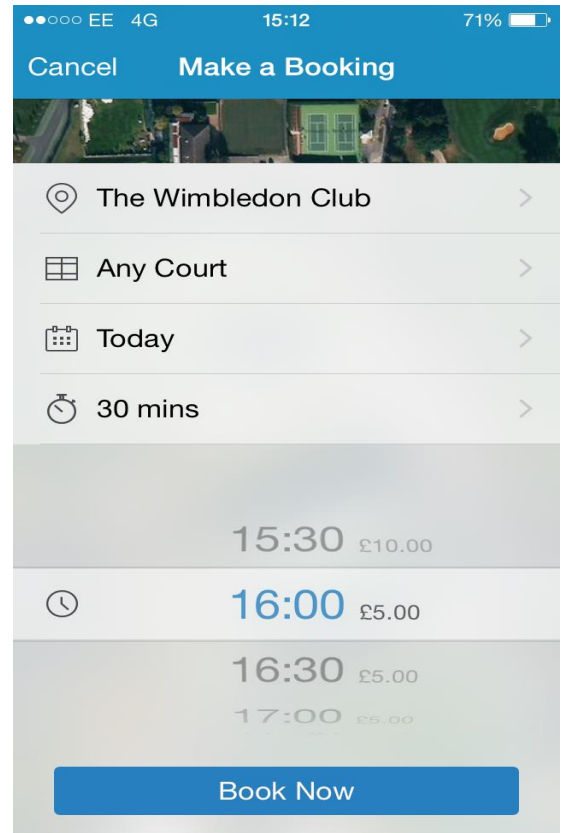 EE 4G 15:12 71%
Cancel Make a Booking
The Wimbledon Club
Any Court
Today
30 mins
15:30 £10.00
16:00 £5.00
16:30 £5.00
17:00 £5.00
Book Now